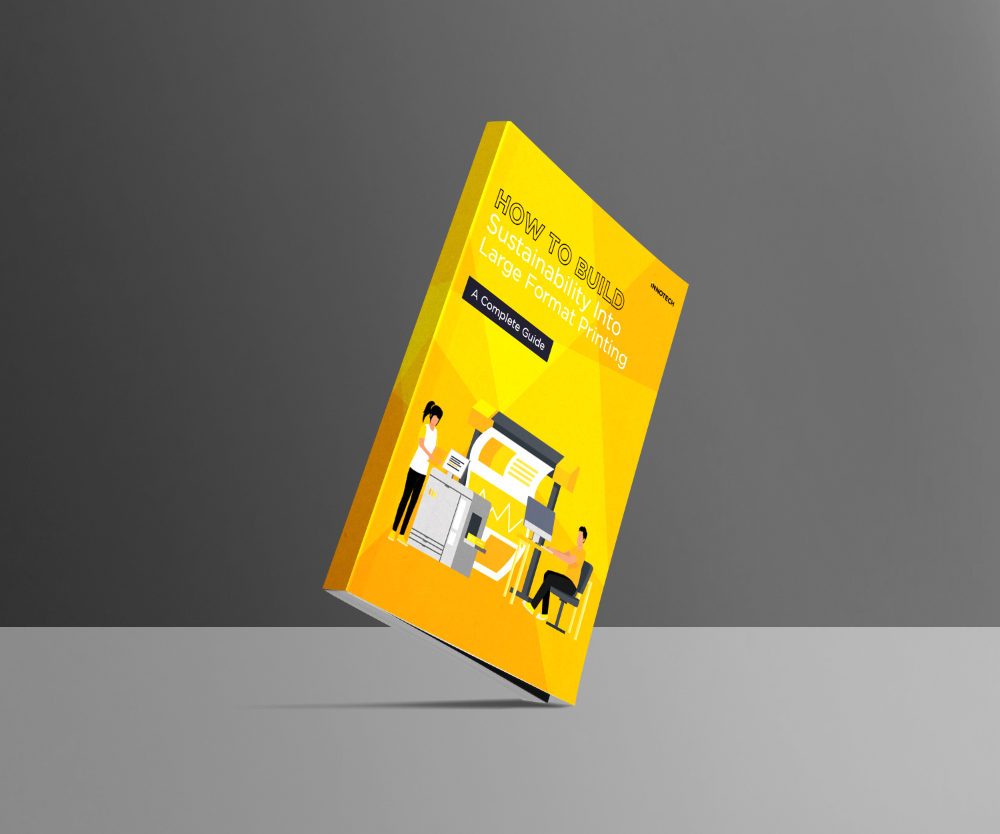 HOW TO BUILD
Sustainability Into
Large Format Printing
A Complete Guide
INNOTECH